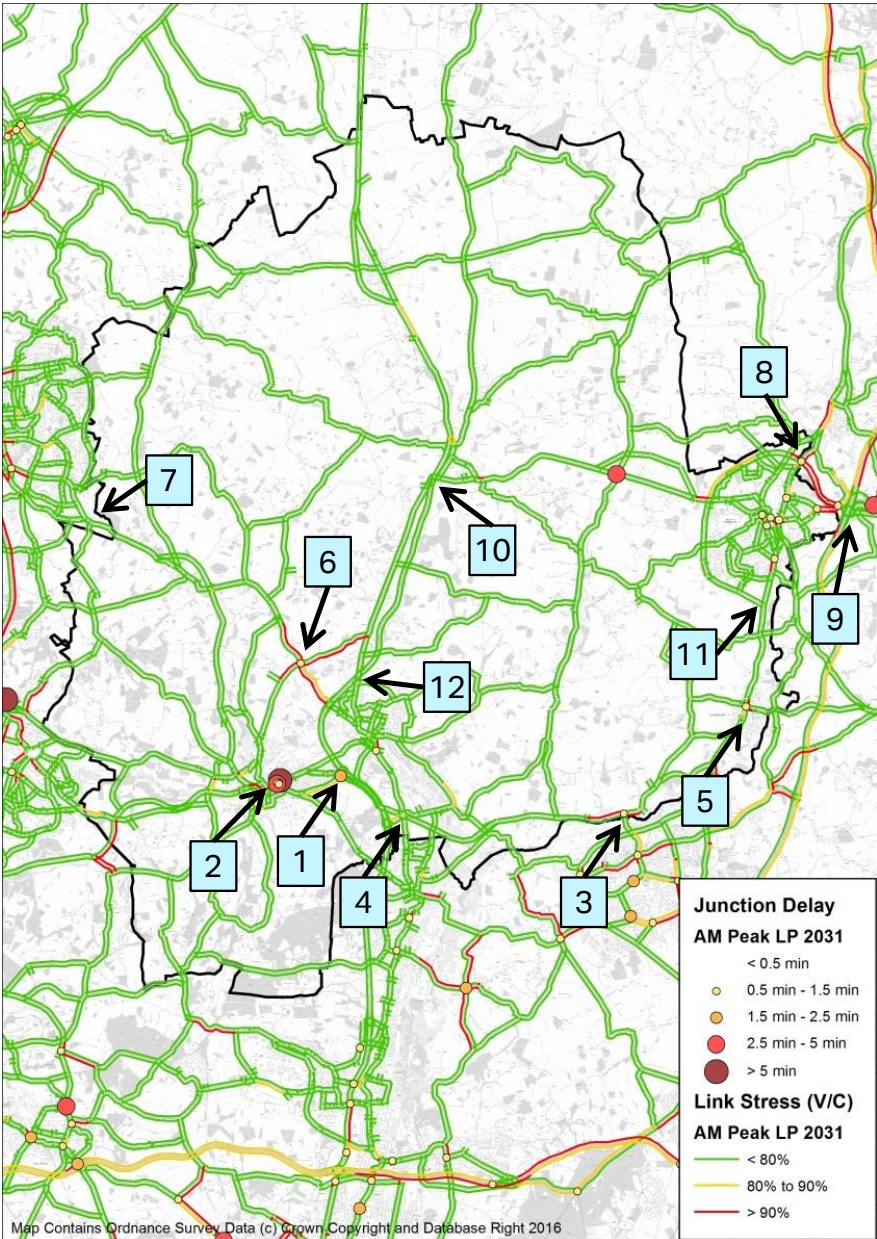 8
7
10
6
9
11
12
5
1
2
4
3
Junction Delay
AM Peak LP 2031
< 0.5 min
0.5 min - 1.5 min
1.5 min - 2.5 min
2.5 min - 5 min
> 5 min
Link Stress (V/C)
AM Peak LP 2031
< 80%
80% to 90%
> 90%
Map Contains Ordnance Survey Data (c) Crown Copyright and Database Right 2016